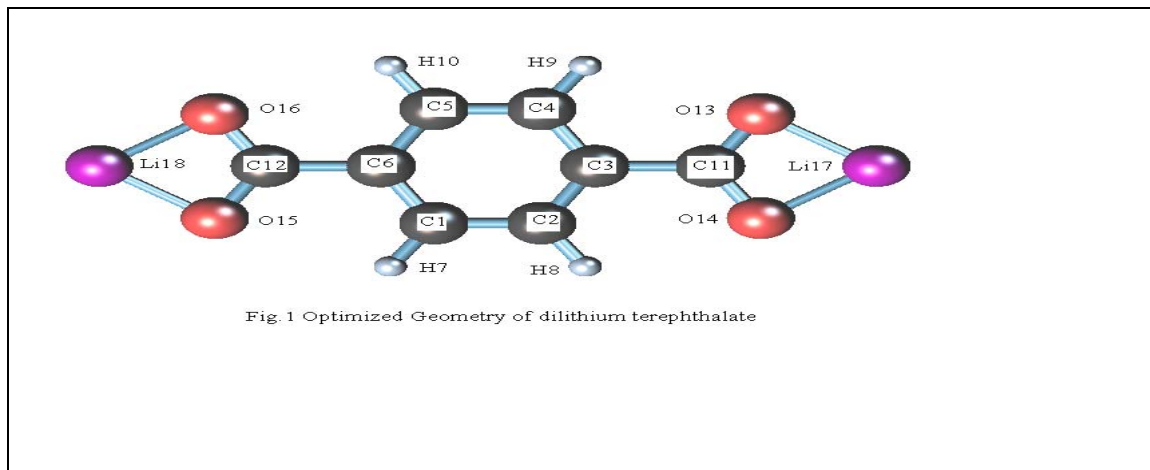 H10 H9
C5 C4
O16 O13
Li18 C12 C6 C3 C11 Li17
O15 C1 C2 O14
H7 H8
Fig.1 Optimized Geometry of dilithium terephthalate